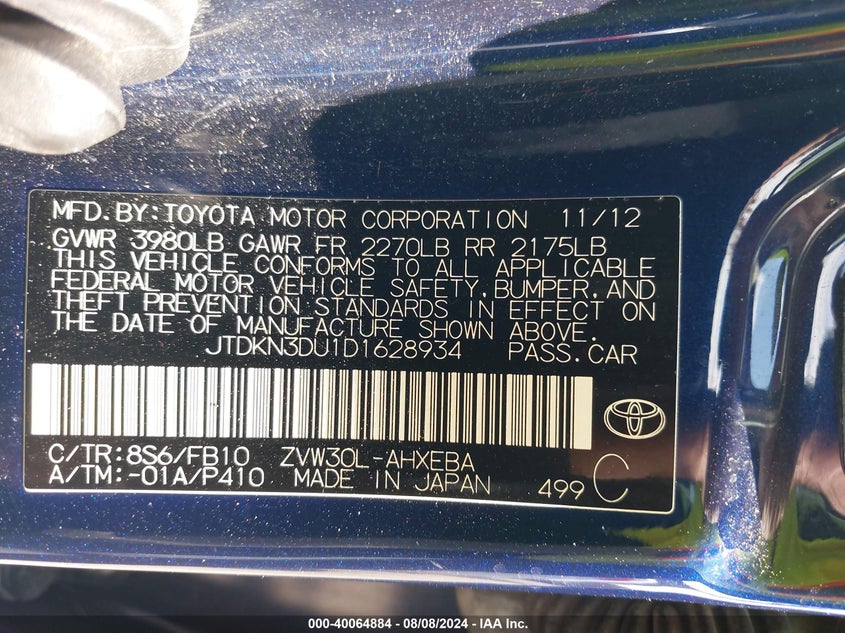 MFD.BY:TOYOTA MOTOR CORPORATION 11/12
GVWR 3980LB GAWR FR 2270LB RR 2175LB
THIS VEHICLE CONFORMS TO ALL APPLICABLE
FEDERAL MOTOR VEHICLE SAFETY,BUMPER,AND
THEFT PREVENTION STANDARDS IN EFFECT ON
THE DATE OF MANUFACTURE SHOWN ABOVE.
JTDKN3DU1D1628934 PASS.CAR
C/TR:8S6/FB10 ZVW30L-AHXEBA
A/TM:-01A/P410 MADE IN JAPAN 499 C
000-40064884 - 08/08/2024 - IAA Inc.